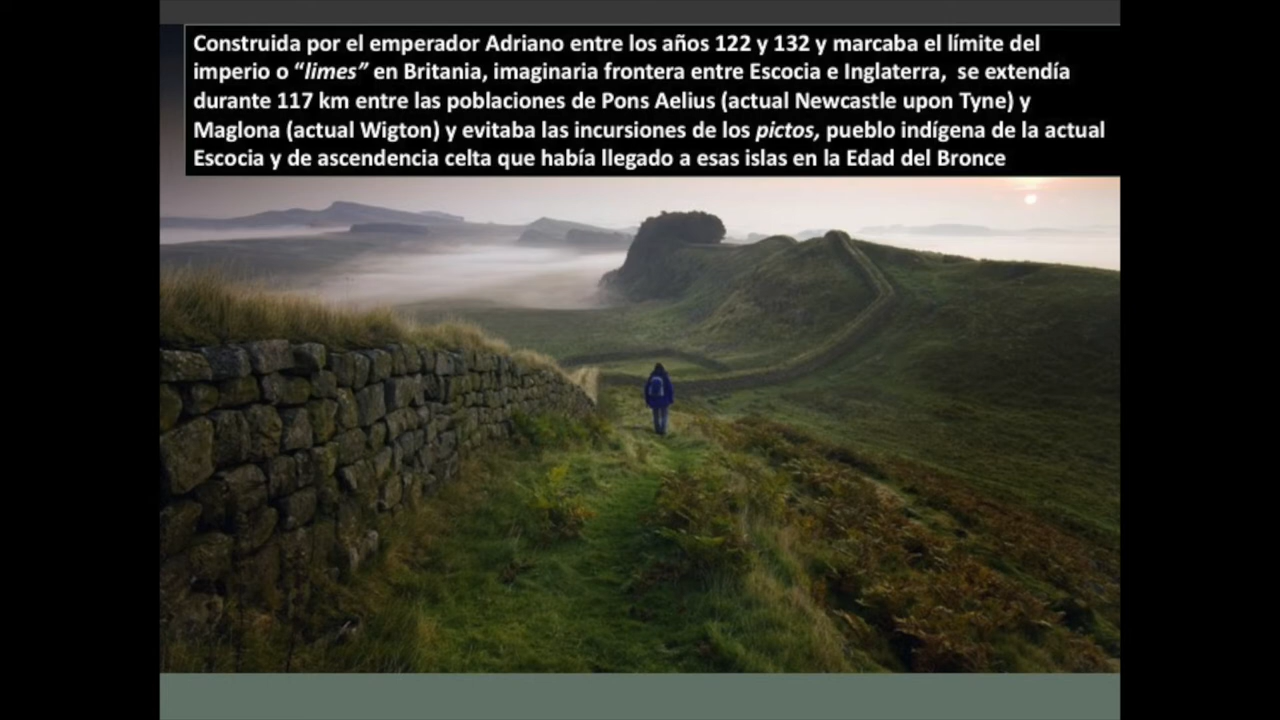 Construida por el emperador Adriano entre los años 122 y 132 y marcaba el límite del
imperio o “limes” en Britania, imaginaria frontera entre Escocia e Inglaterra, se extendía
durante 117 km entre las poblaciones de Pons Aelius (actual Newcastle upon Tyne) y
Maglona (actual Wigton) y evitaba las incursiones de los pictos, pueblo indígena de la actual
Escocia y de ascendencia celta que había llegado a esas islas en la Edad del Bronce